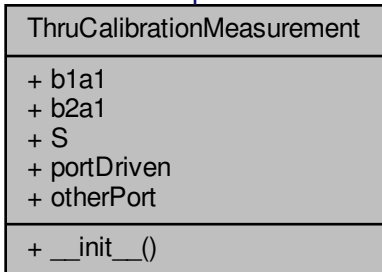 ThruCalibrationMeasurement
+ b1a1
+ b2a1
+ S
+ portDriven
+ otherPort
+ __init__()